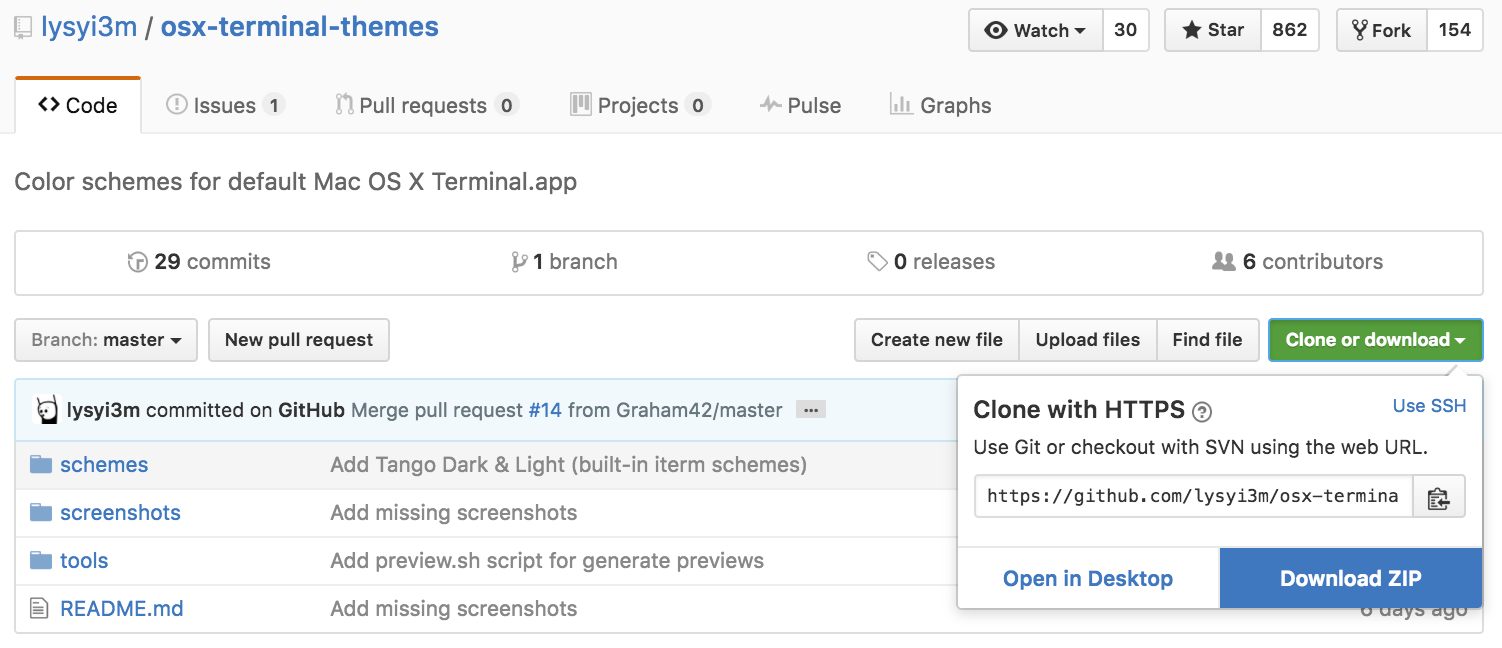 lysyi3m / osx-terminal-themes
Watch 30 Star 862 Fork 154
Code Issues 1 Pull requests 0 Projects 0 Pulse Graphs
Color schemes for default Mac OS X Terminal.app
29 commits 1 branch 0 releases 6 contributors
Branch: master New pull request Create new file Upload files Find file Clone or download
lysyi3m committed on GitHub Merge pull request #14 from Graham42/master ...
schemes Add Tango Dark & Light (built-in iterm schemes)
screenshots Add missing screenshots
tools Add preview.sh script for generate previews
README.md Add missing screenshots 6 days ago
Clone with HTTPS ? Use SSH
Use Git or checkout with SVN using the web URL.
https://github.com/lysyi3m/osx-termina
Open in Desktop Download ZIP